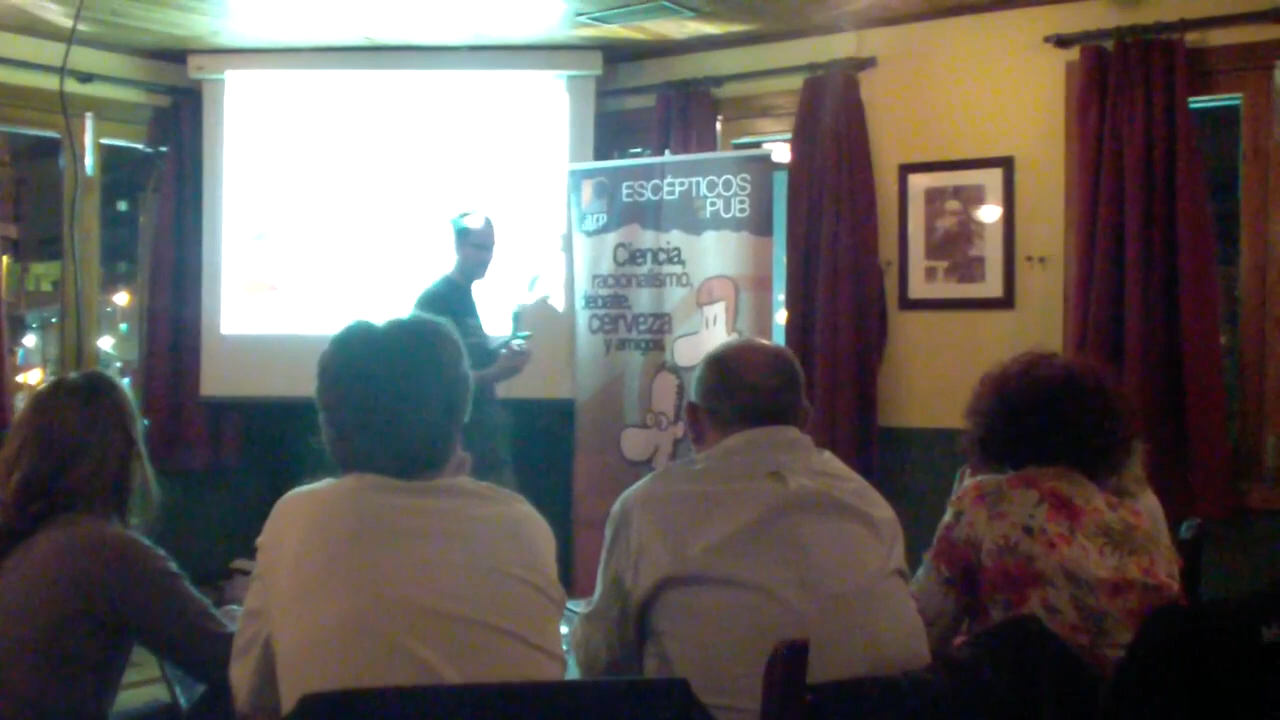 arp
ESCÉPTICOS
PUB
Ciencia,
racionalismo,
debate,
cerveza
y amigos.